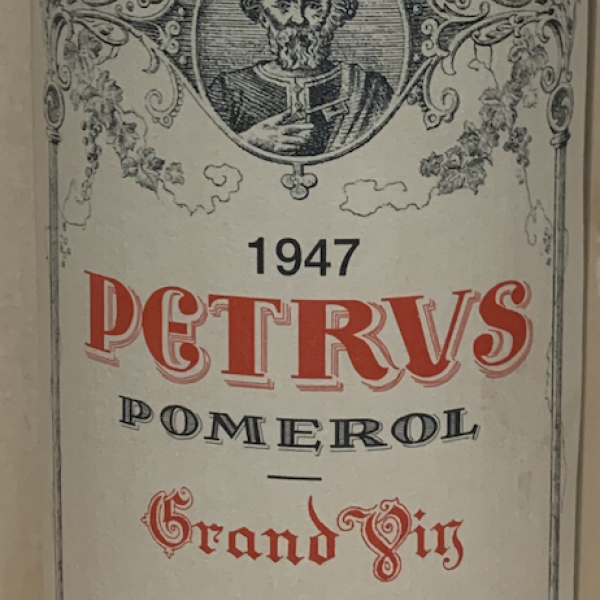 1947
PETRVS
POMEROL
Grand Vin